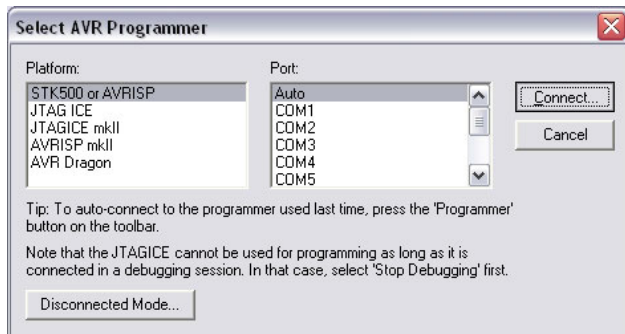 Select AVR Programmer
Platform:
STK500 or AVRISP
JTAG ICE
JTAGICE mkII
AVRISP mkII
AVR Dragon
Port:
Auto
COM1
COM2
COM3
COM4
COM5
Connect...
Cancel
Tip: To auto-connect to the programmer used last time, press the 'Programmer'
button on the toolbar.
Note that the JTAGICE cannot be used for programming as long as it is
connected in a debugging session. In that case, select 'Stop Debugging' first.
Disconnected Mode...